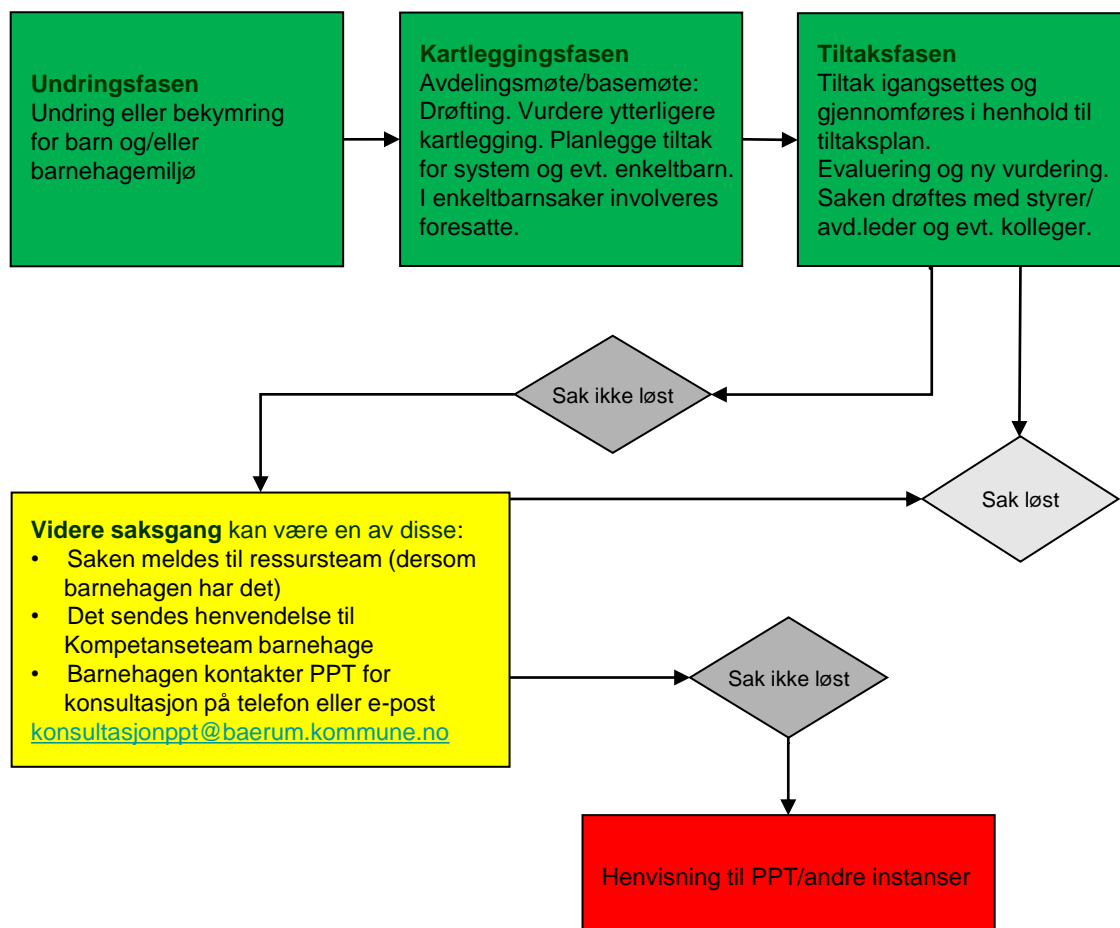 Undringsfasen
Undring eller bekymring
for barn og/eller
barnehagemiljø
Kartleggingsfasen
Avdelingsmøte/basemøte:
Drøfting. Vurdere ytterligere
kartlegging. Planlegge tiltak
for system og evt. enkeltbarn.
I enkeltbarnsaker involveres
foresatte.
Tiltaksfasen
Tiltak igangsettes og
gjennomføres i henhold til
tiltaksplan.
Evaluering og ny vurdering.
Saken drøftes med styrer/
avd.leder og evt. kolleger.
Sak ikke løst
Sak løst
Videre saksgang kan være en av disse:
• Saken meldes til ressursteam (dersom
barnehagen har det)
• Det sendes henvendelse til
Kompetanseteam barnehage
• Barnehagen kontakter PPT for
konsultasjon på telefon eller e-post
konsultasjonppt@baerum.kommune.no
Sak ikke løst
Henvisning til PPT/andre instanser